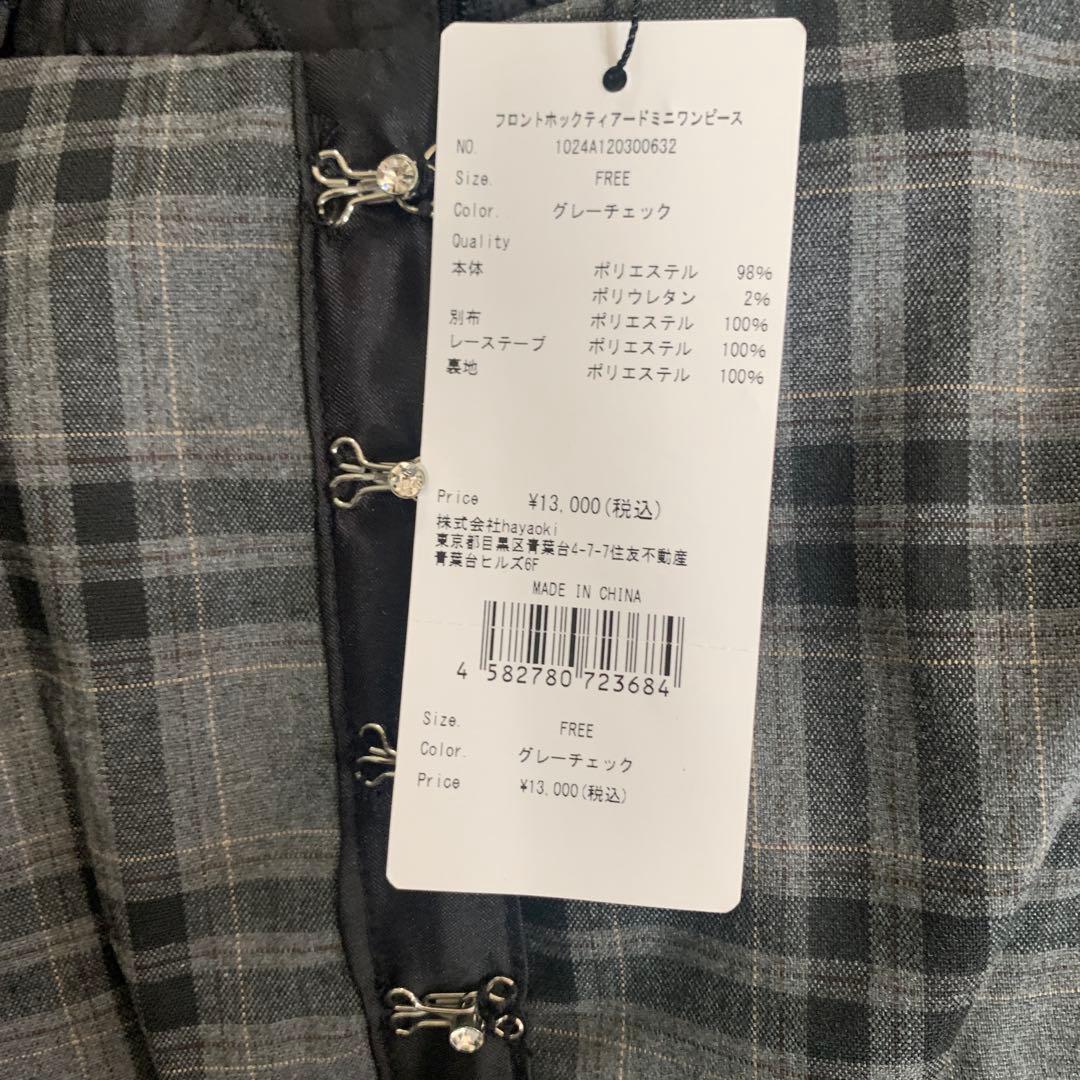 フロントホックティアードミニワンピース
NO. 1024A120300632
Size. FREE
Color. グレーチェック
Quality
本体 ポリエステル 98%
ポリウレタン 2%
別布 ポリエステル 100%
レーステープ ポリエステル 100%
裏地 ポリエステル 100%
Price ¥13,000(税込)
株式会社hayaoki
東京都目黒区青葉台4-7-7住友不動産
青葉台ヒルズ6F
MADE IN CHINA
4 582780 723684
Size. FREE
Color. グレーチェック
Price ¥13,000(税込)